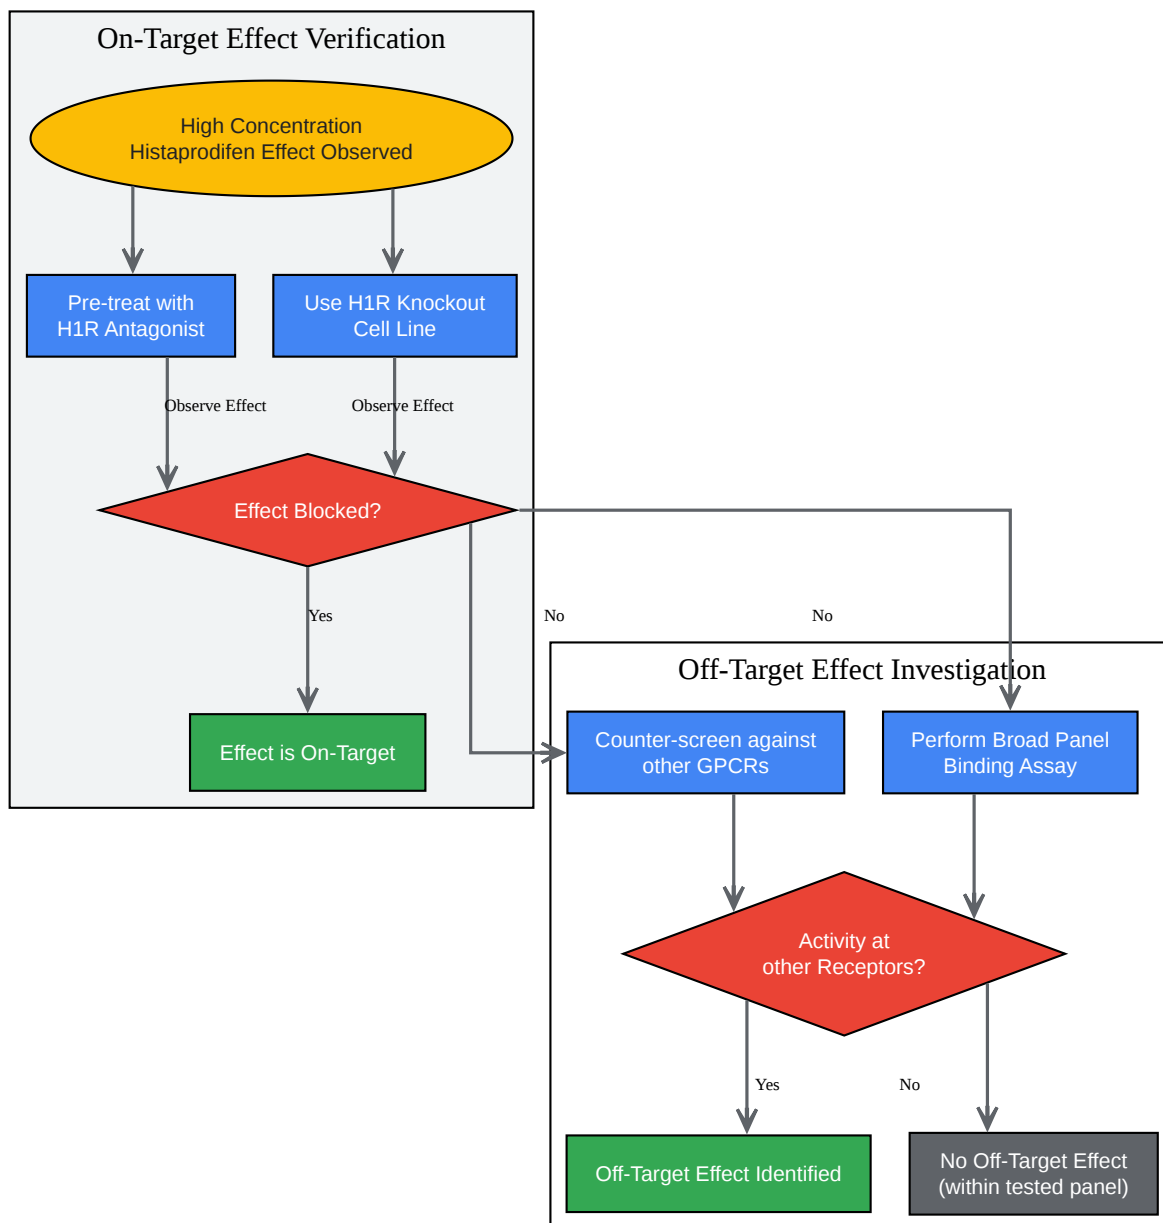 On-Target Effect Verification
High Concentration
Histaprodifen Effect Observed
Pre-treat with
H1R Antagonist
Use H1R Knockout
Cell Line
Observe Effect
Observe Effect
Effect Blocked?
Yes
No
No
Effect is On-Target
Off-Target Effect Investigation
Counter-screen against
other GPCRs
Perform Broad Panel
Binding Assay
Activity at
other Receptors?
Yes
No
Off-Target Effect Identified
No Off-Target Effect
(within tested panel)